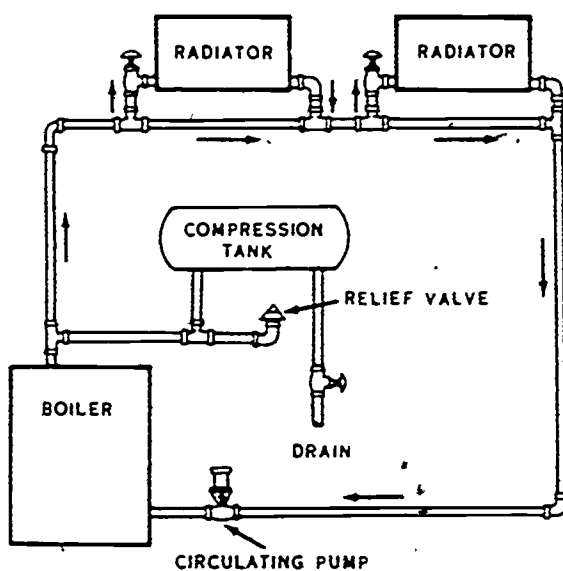 RADIATOR
RADIATOR
COMPRESSION
TANK
RELIEF VALVE
BOILER
DRAIN
CIRCULATING PUMP